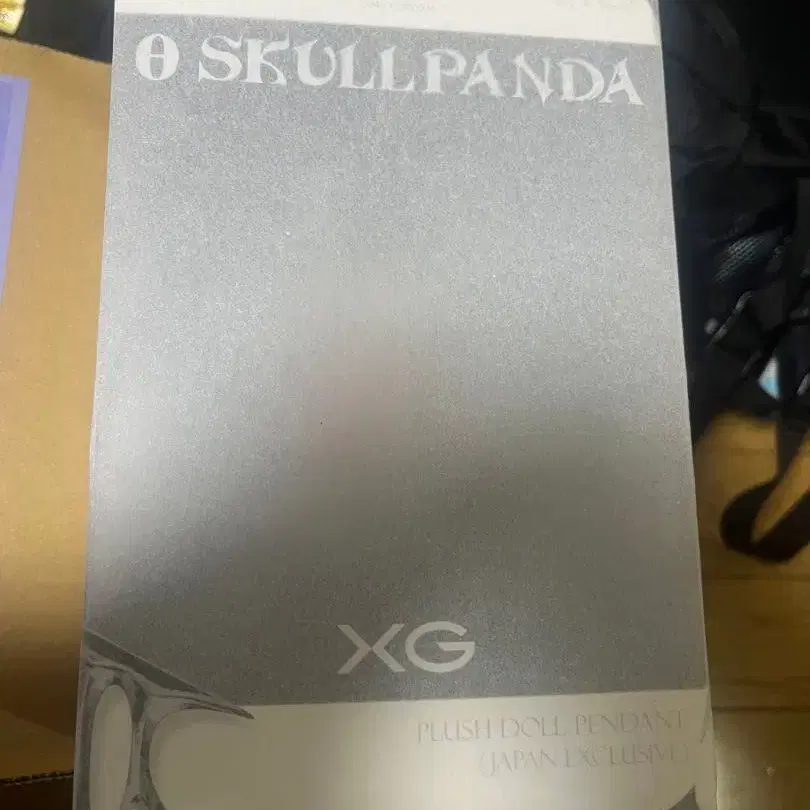 θ SKULLPANDA
XG
PLUSH DOLL PENDANT
(JAPAN EXCLUSIVE)